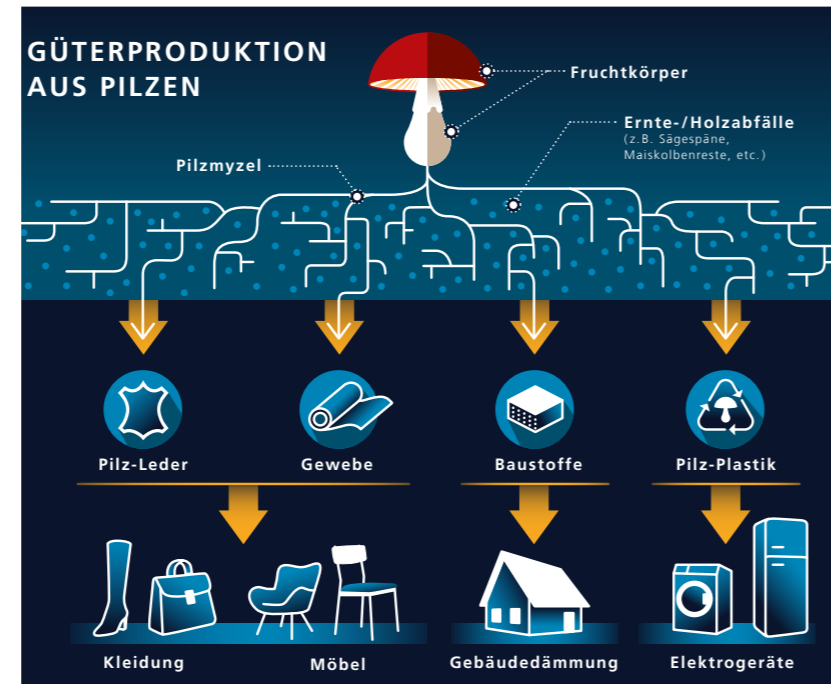 GÜTERPRODUKTION
AUS PILZEN
Fruchtkörper
Ernte-/Holzabfälle
(z.B. Sägespäne,
Maiskolbenreste, etc.)
Pilzmyzel
Pilz-Leder
Gewebe
Baustoffe
Pilz-Plastik
Kleidung
Möbel
Gebäudedämmung
Elektrogeräte